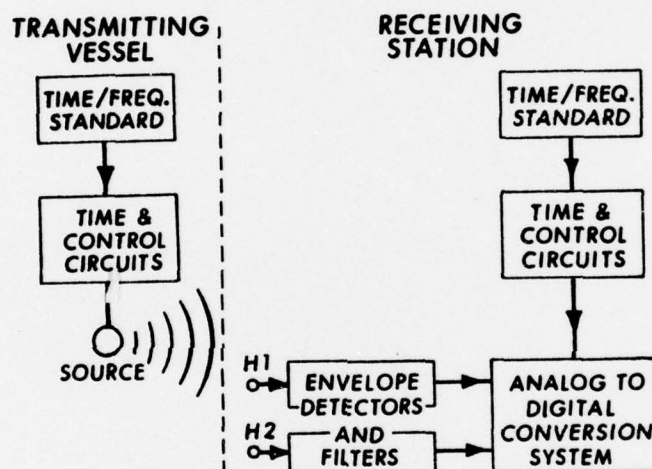 TRANSMITTING
VESSEL
TIME/FREQ.
STANDARD
TIME &
CONTROL
CIRCUITS
SOURCE
RECEIVING
STATION
TIME/FREQ.
STANDARD
TIME &
CONTROL
CIRCUITS
H1
ENVELOPE
DETECTORS
H2
AND
FILTERS
ANALOG TO
DIGITAL
CONVERSION
SYSTEM